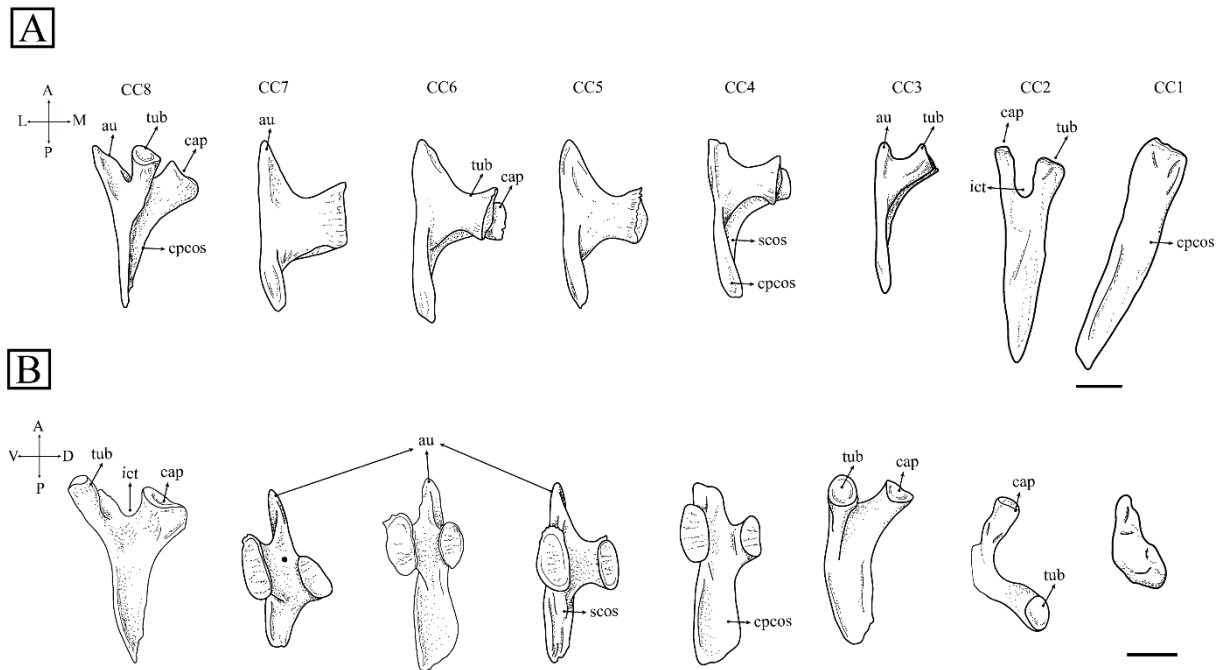 A
CC8 CC7 CC6 CC5 CC4 CC3 CC2 CC1
A
L M
P
au tub cap
cpcos
au
tub cap
scos
cpcos
au tub
cap tub
ict
cpcos
B
A
V D
P
tub ict cap
au
scos
cpcos
tub cap
cap
tub